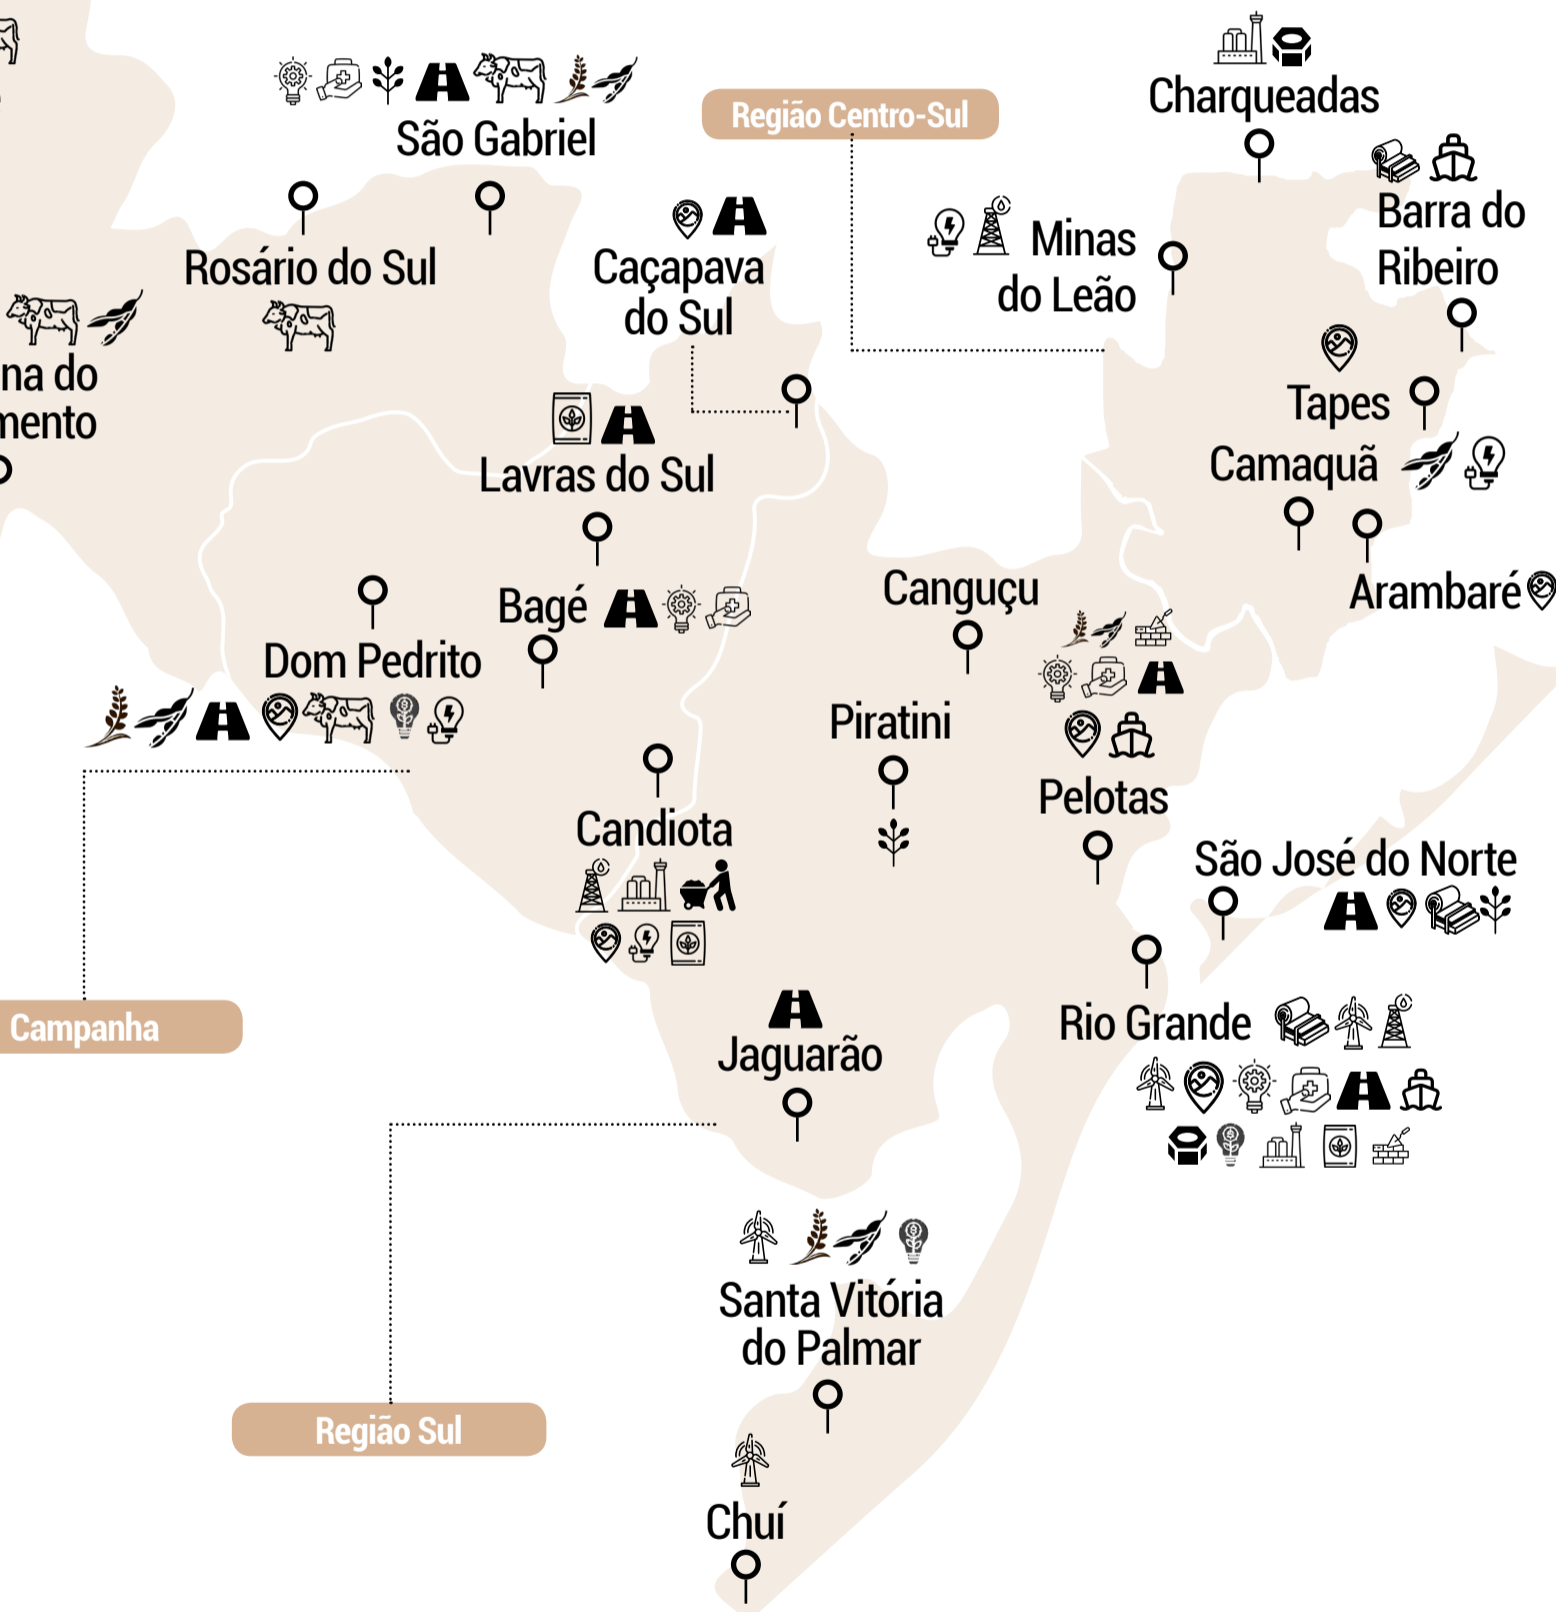 Charqueadas
São Gabriel
Região Centro-Sul
Barra do
Ribeiro
Minas
do Leão
Rosário do Sul
Caçapava
do Sul
na do
mento
Tapes
Camaquã
Lavras do Sul
Arambaré
Canguçu
Bagé
Dom Pedrito
Piratini
Pelotas
Candiota
São José do Norte
Rio Grande
Campanha
Jaguarão
Santa Vitória
do Palmar
Região Sul
Chuí